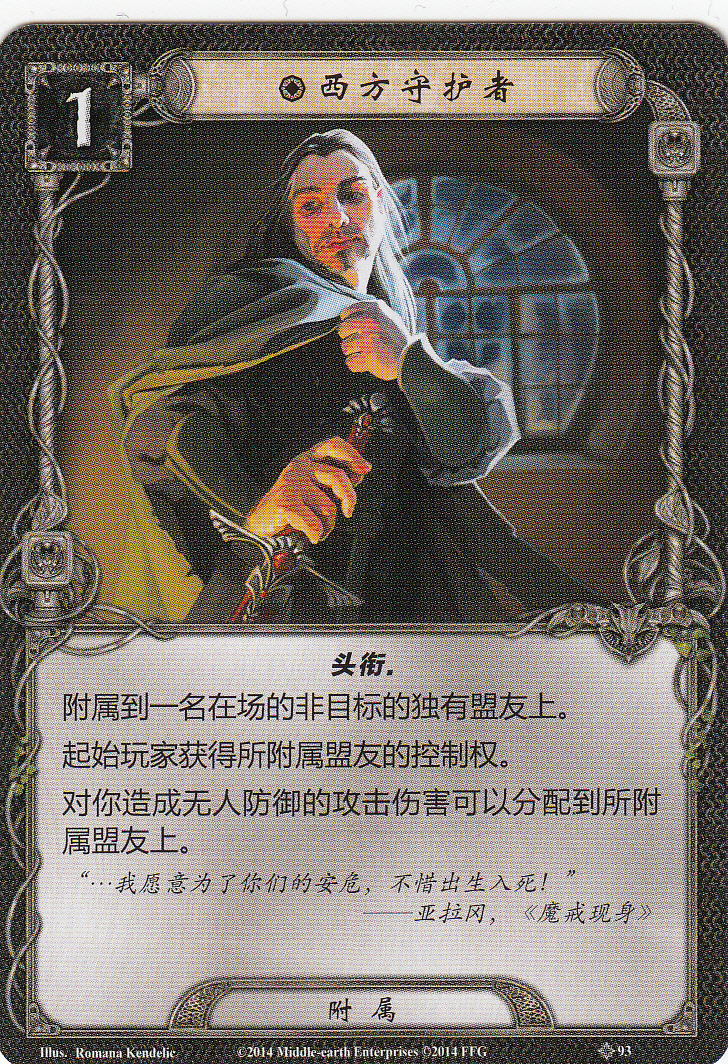 1
西方守护者
头衔.
附属到一名在场的非目标的独有盟友上。
起始玩家获得所附属盟友的控制权。
对你造成无人防御的攻击伤害可以分配到所附
属盟友上。
“…我愿意为了你们的安危，不惜出生入死！”
——亚拉冈，《魔戒现身》
附属
Illus. Romana Kendelic ©2014 Middle-earth Enterprises ©2014 FFG 93